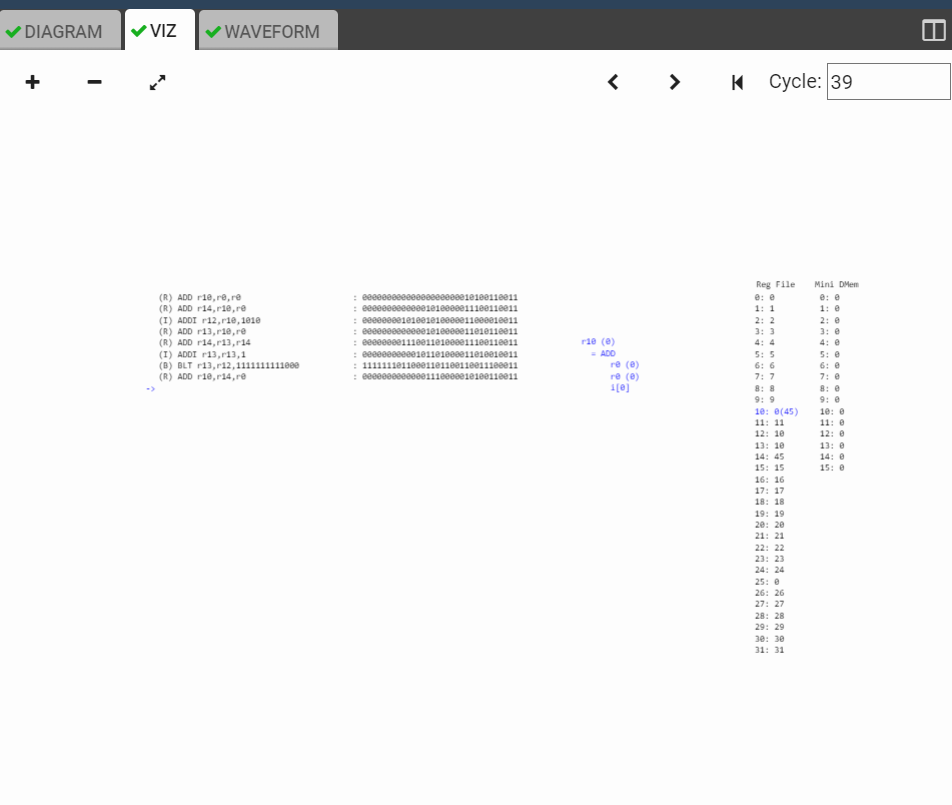 DIAGRAM
VIZ
WAVEFORM
Cycle: 39
(R) ADD r10,r0,r0 : 00000000000000000000010100110011
(R) ADD r14,r10,r0 : 00000000000001010000011100110011
(I) ADDI r12,r10,1010 : 00000000101001010000011000010011
(R) ADD r13,r10,r0 : 00000000000001010000011010110011
(R) ADD r14,r13,r14 : 00000000111001101000011100110011
(I) ADDI r13,r13,1 : 00000000000101101000011010010011
(B) BLT r13,r12,1111111111000 : 11111110110001101100110011100011
(R) ADD r10,r14,r0 : 00000000000001110000010100110011
->
r10 (0)
= ADD
r0 (0)
r0 (0)
i[0]
Reg File
0: 0
1: 1
2: 2
3: 3
4: 4
5: 5
6: 6
7: 7
8: 8
9: 9
10: 0(45)
11: 11
12: 10
13: 10
14: 45
15: 15
16: 16
17: 17
18: 18
19: 19
20: 20
21: 21
22: 22
23: 23
24: 24
25: 0
26: 26
27: 27
28: 28
29: 29
30: 30
31: 31
Mini DMem
0: 0
1: 0
2: 0
3: 0
4: 0
5: 0
6: 0
7: 0
8: 0
9: 0
10: 0
11: 0
12: 0
13: 0
14: 0
15: 0